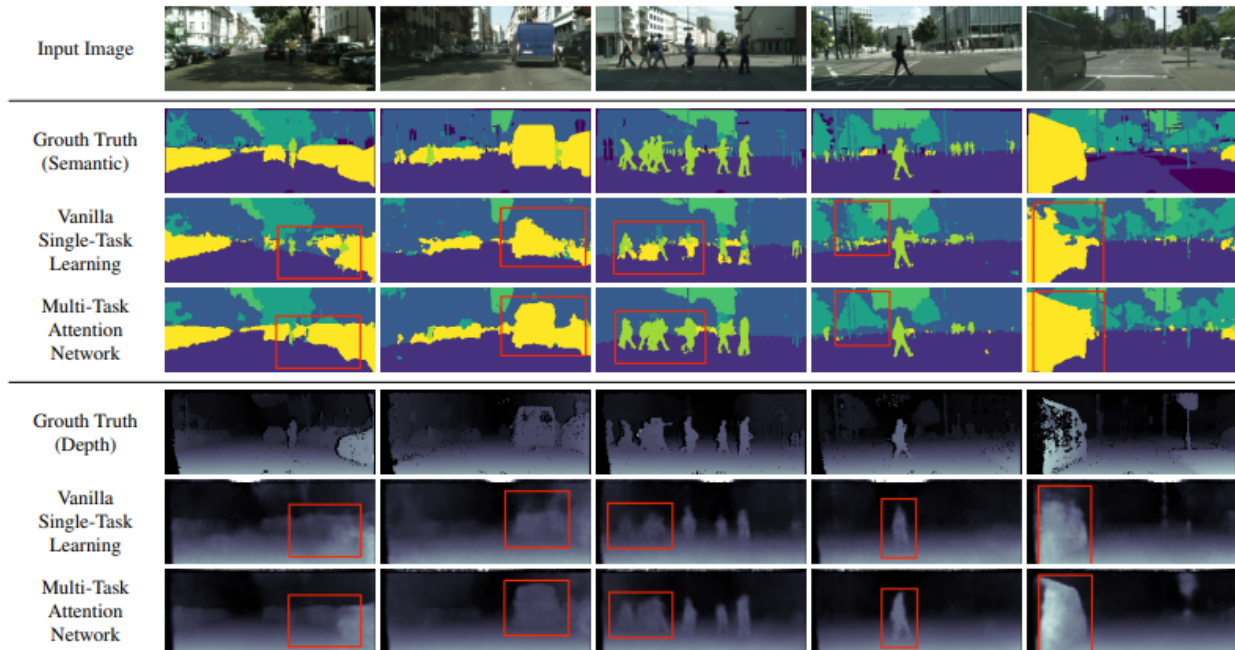 Input Image
Grouth Truth
(Semantic)
Vanilla
Single-Task
Learning
Multi-Task
Attention
Network
Grouth Truth
(Depth)
Vanilla
Single-Task
Learning
Multi-Task
Attention
Network